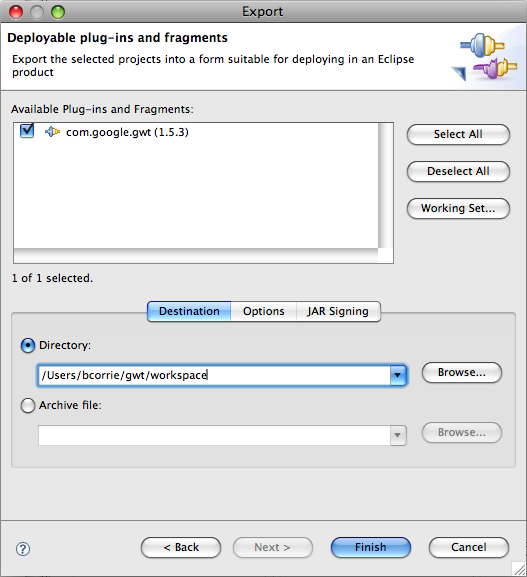 Export
Deployable plug-ins and fragments
Export the selected projects into a form suitable for deploying in an Eclipse
product
Available Plug-ins and Fragments:
com.google.gwt (1.5.3)
Select All
Deselect All
Working Set...
1 of 1 selected.
Destination
Options
JAR Signing
Directory:
/Users/bcorrie/gwt/workspace
Browse...
Archive file:
Browse...
?
< Back
Next >
Finish
Cancel